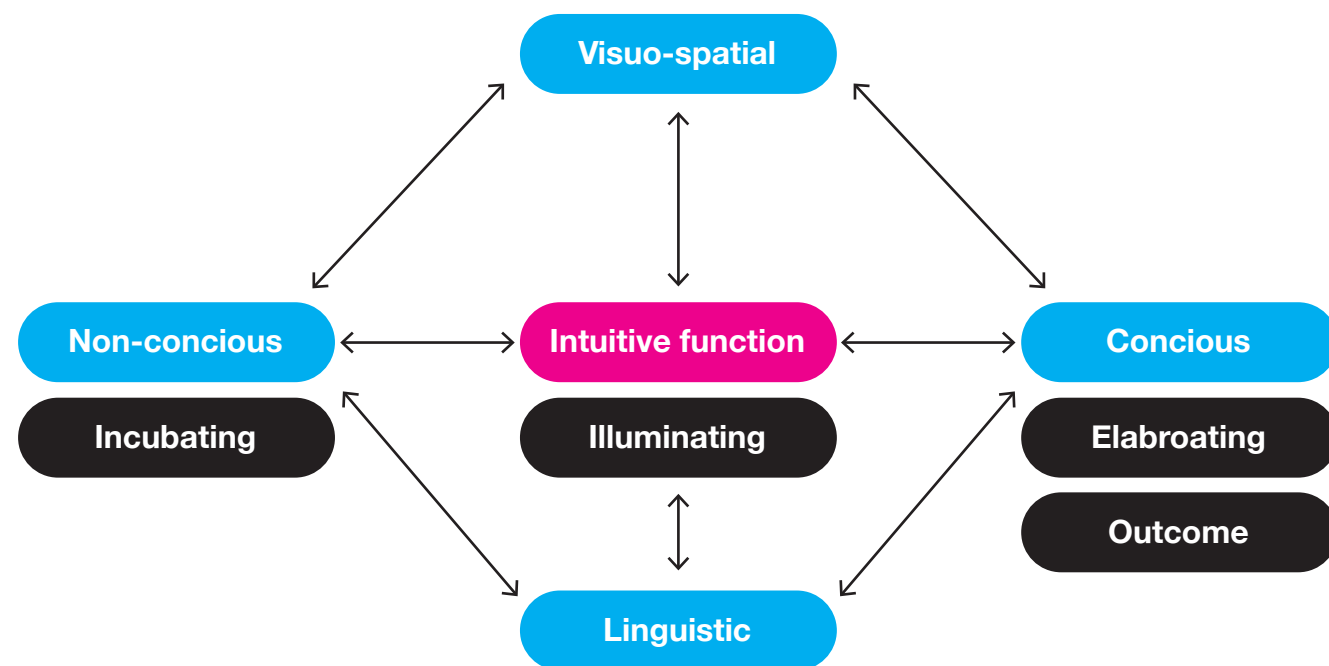 Visuo-spatial
Non-concious
Intuitive function
Concious
Incubating
Illuminating
Elabroating
Outcome
Linguistic